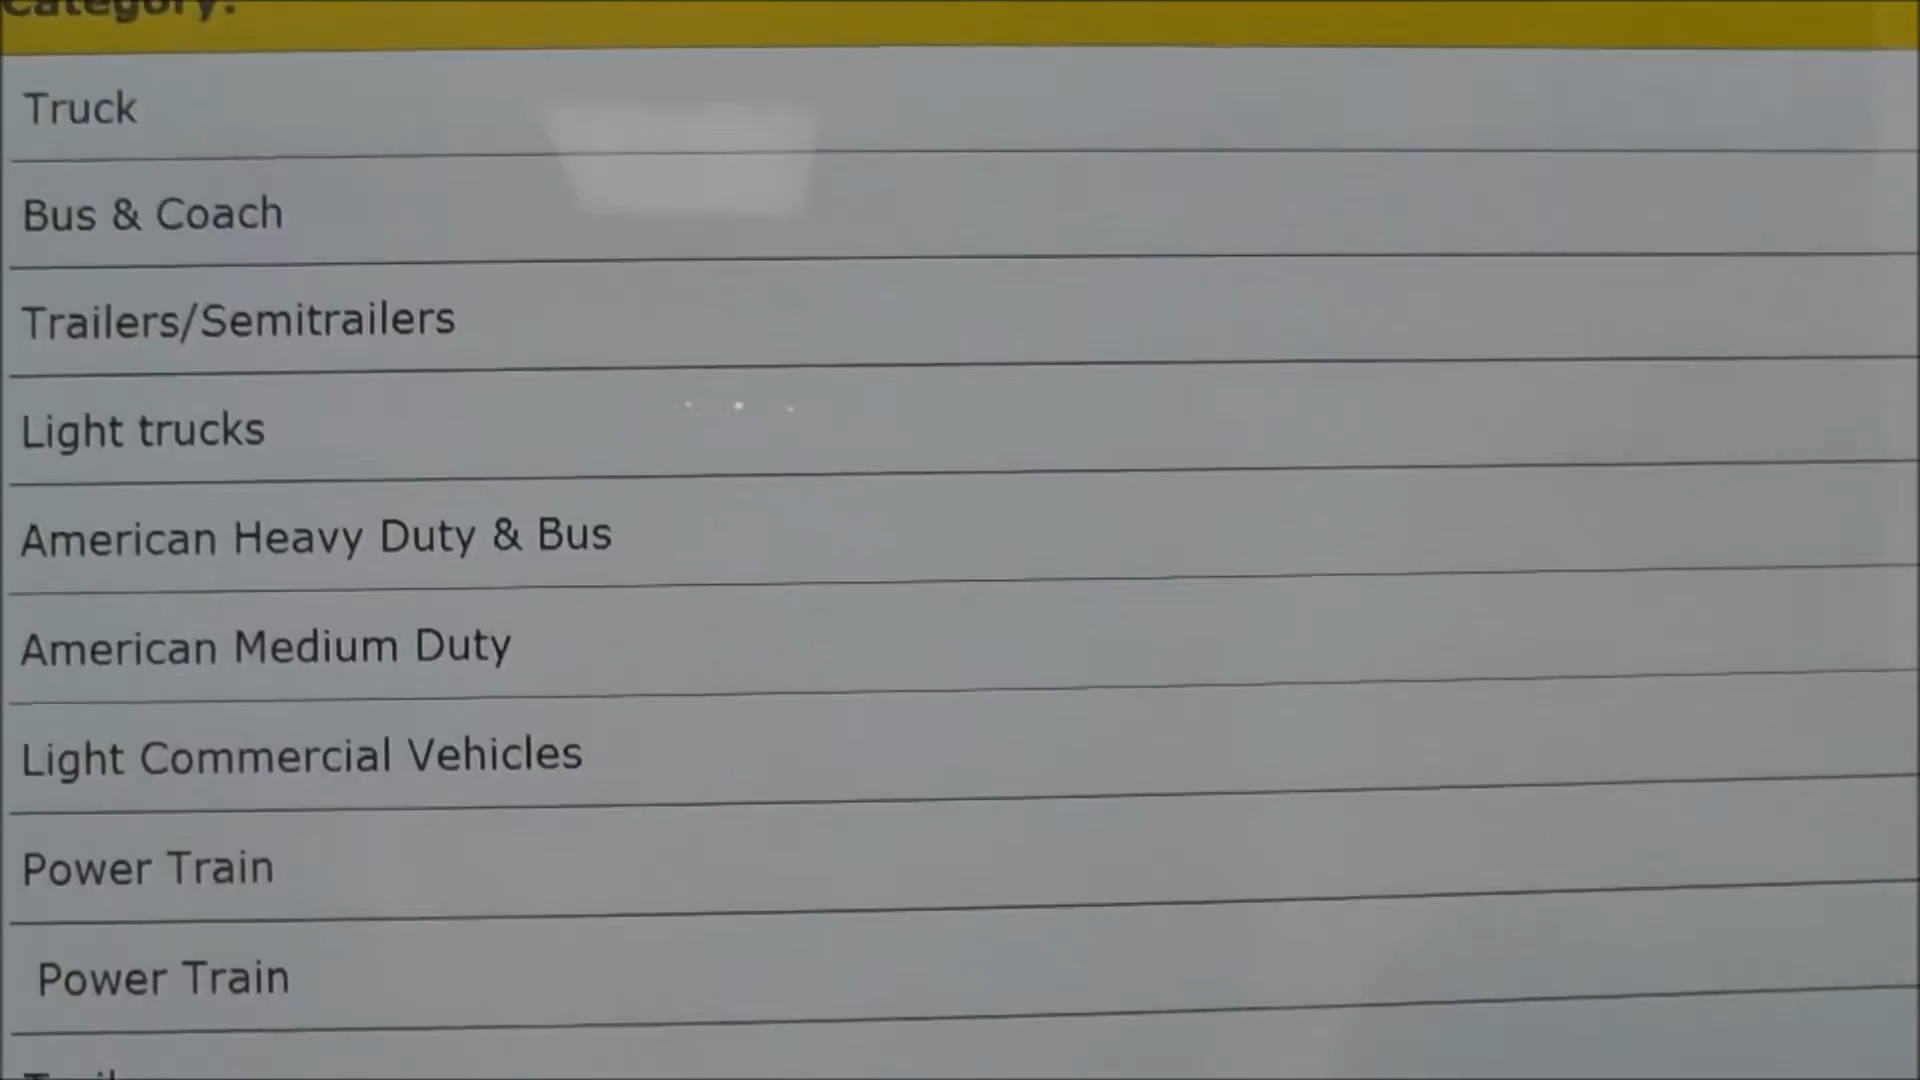 Category:
Truck
Bus & Coach
Trailers/Semitrailers
Light trucks
American Heavy Duty & Bus
American Medium Duty
Light Commercial Vehicles
Power Train
Power Train